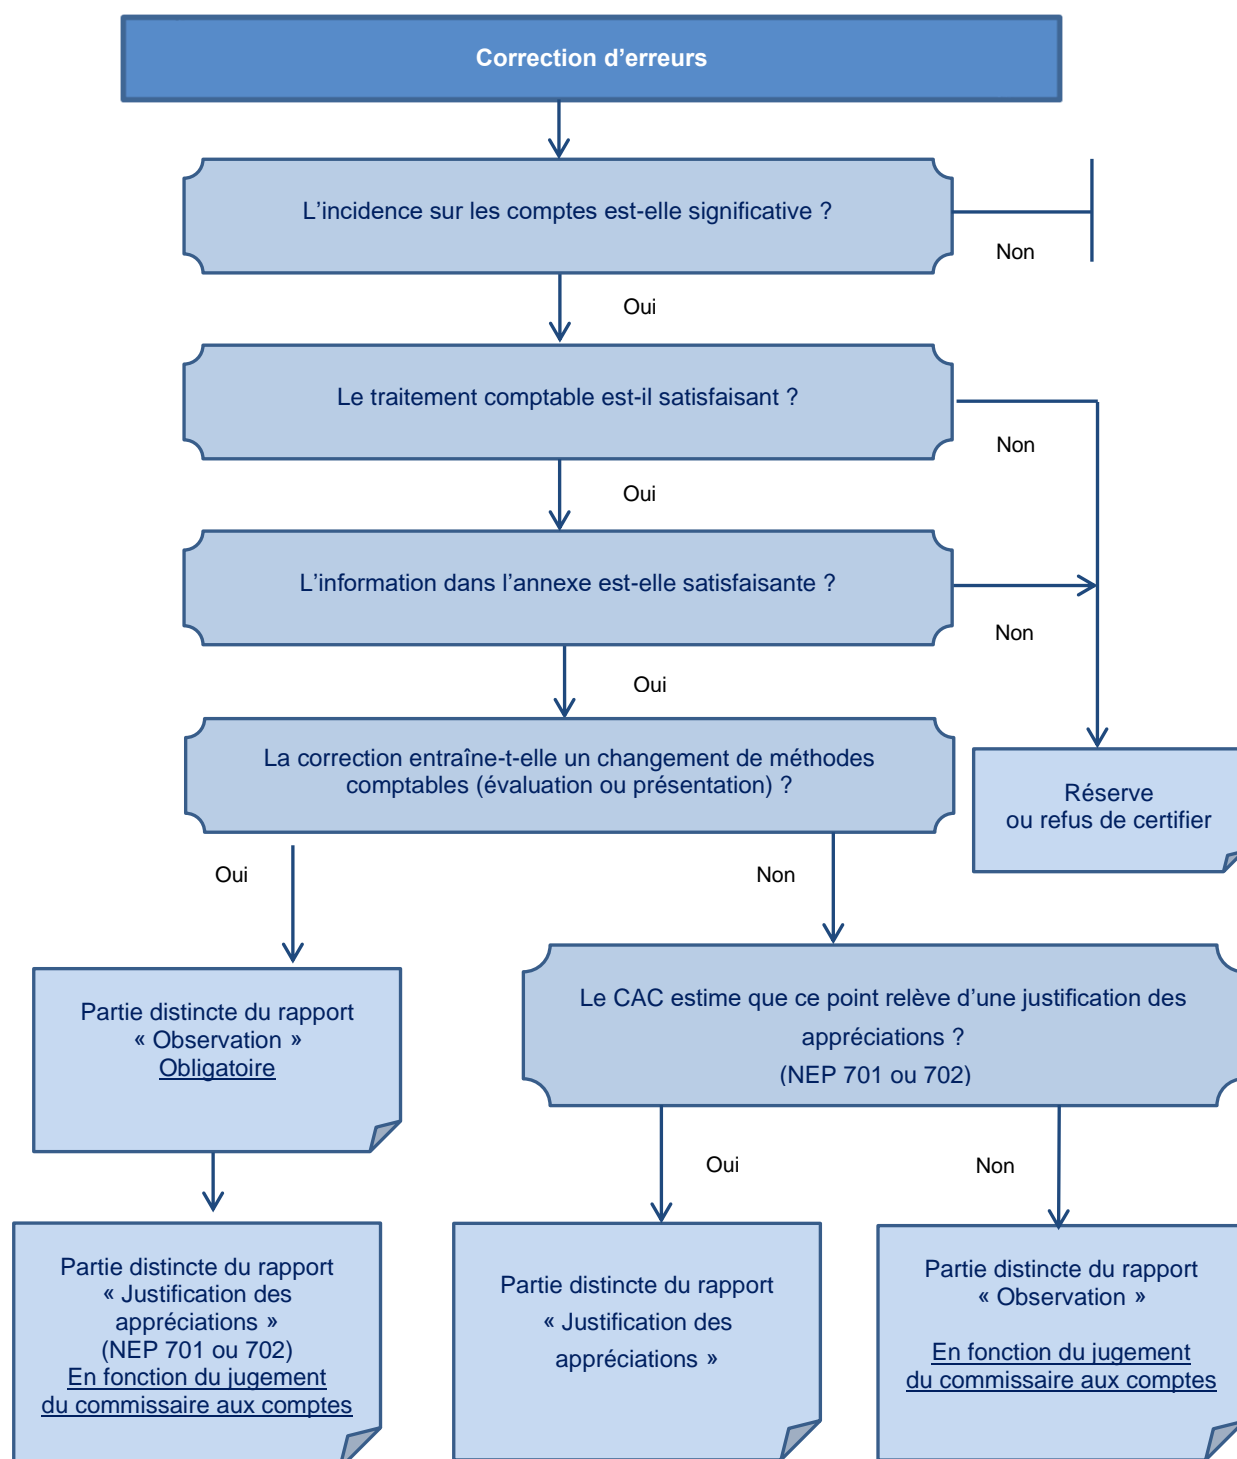 Correction d'erreurs
L'incidence sur les comptes est-elle significative ?
Non
Oui
Le traitement comptable est-il satisfaisant ?
Non
Oui
L'information dans l'annexe est-elle satisfaisante ?
Non
Oui
La correction entraîne-t-elle un changement de méthodes
comptables (évaluation ou présentation) ?
Réserve
ou refus de certifier
Oui
Non
Partie distincte du rapport
« Observation »
Obligatoire
Le CAC estime que ce point relève d'une justification des
appréciations ?
(NEP 701 ou 702)
Oui
Non
Partie distincte du rapport
« Justification des
appréciations »
(NEP 701 ou 702)
En fonction du jugement
du commissaire aux comptes
Partie distincte du rapport
« Justification des
appréciations »
Partie distincte du rapport
« Observation »
En fonction du jugement
du commissaire aux comptes